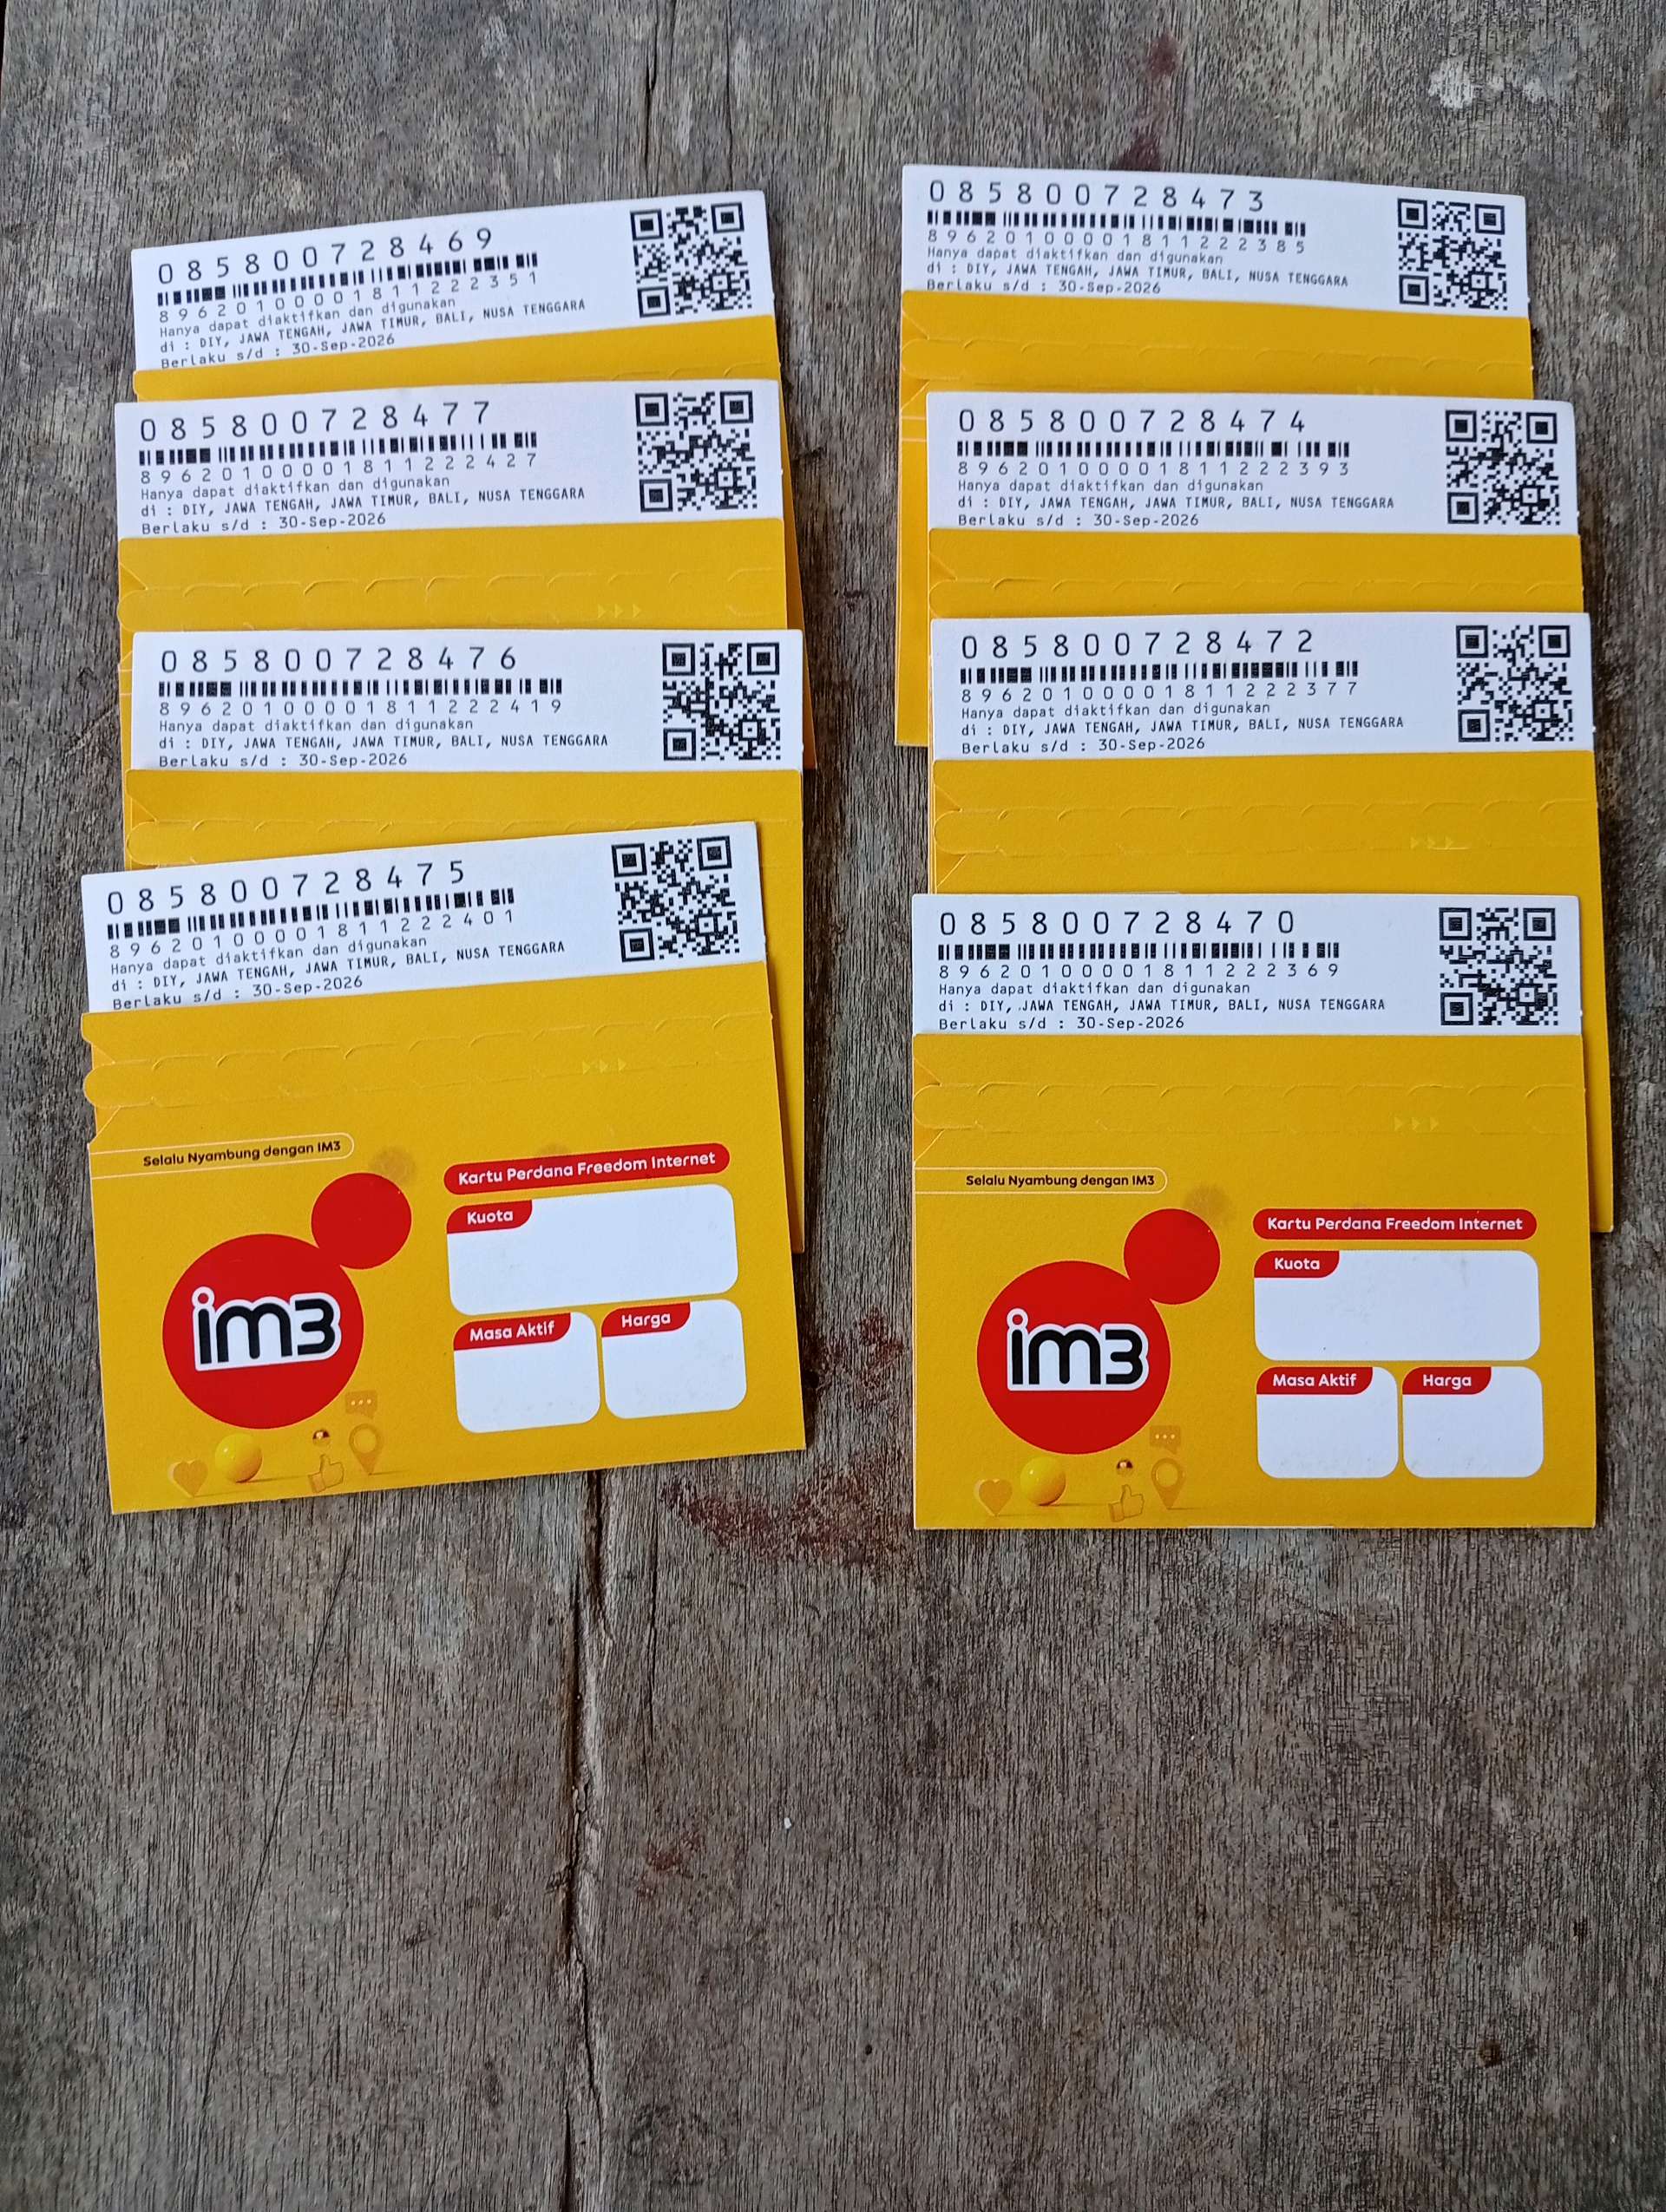 085800728469
8962010000181122​2351
Hanya dapat diaktifkan dan digunakan
di : DIY, JAWA TENGAH, JAWA TIMUR, BALI, NUSA TENGGARA
Berlaku s/d : 30-Sep-2026
085800728477
89620100001811222427
Hanya dapat diaktifkan dan digunakan
di : DIY, JAWA TENGAH, JAWA TIMUR, BALI, NUSA TENGGARA
Berlaku s/d : 30-Sep-2026
085800728476
89620100001811222419
Hanya dapat diaktifkan dan digunakan
di : DIY, JAWA TENGAH, JAWA TIMUR, BALI, NUSA TENGGARA
Berlaku s/d : 30-Sep-2026
085800728475
89620100001811222401
Hanya dapat diaktifkan dan digunakan
di : DIY, JAWA TENGAH, JAWA TIMUR, BALI, NUSA TENGGARA
Berlaku s/d : 30-Sep-2026
Selalu Nyambung dengan IM3
Kartu Perdana Freedom Internet
Kuota
im3
Masa Aktif
Harga
085800728473
89620100001811222385
Hanya dapat diaktifkan dan digunakan
di : DIY, JAWA TENGAH, JAWA TIMUR, BALI, NUSA TENGGARA
Berlaku s/d : 30-Sep-2026
085800728474
89620100001811222393
Hanya dapat diaktifkan dan digunakan
di : DIY, JAWA TENGAH, JAWA TIMUR, BALI, NUSA TENGGARA
Berlaku s/d : 30-Sep-2026
085800728472
89620100001811222377
Hanya dapat diaktifkan dan digunakan
di : DIY, JAWA TENGAH, JAWA TIMUR, BALI, NUSA TENGGARA
Berlaku s/d : 30-Sep-2026
085800728470
89620100001811222369
Hanya dapat diaktifkan dan digunakan
di : DIY, JAWA TENGAH, JAWA TIMUR, BALI, NUSA TENGGARA
Berlaku s/d : 30-Sep-2026
Selalu Nyambung dengan IM3
Kartu Perdana Freedom Internet
Kuota
im3
Masa Aktif
Harga